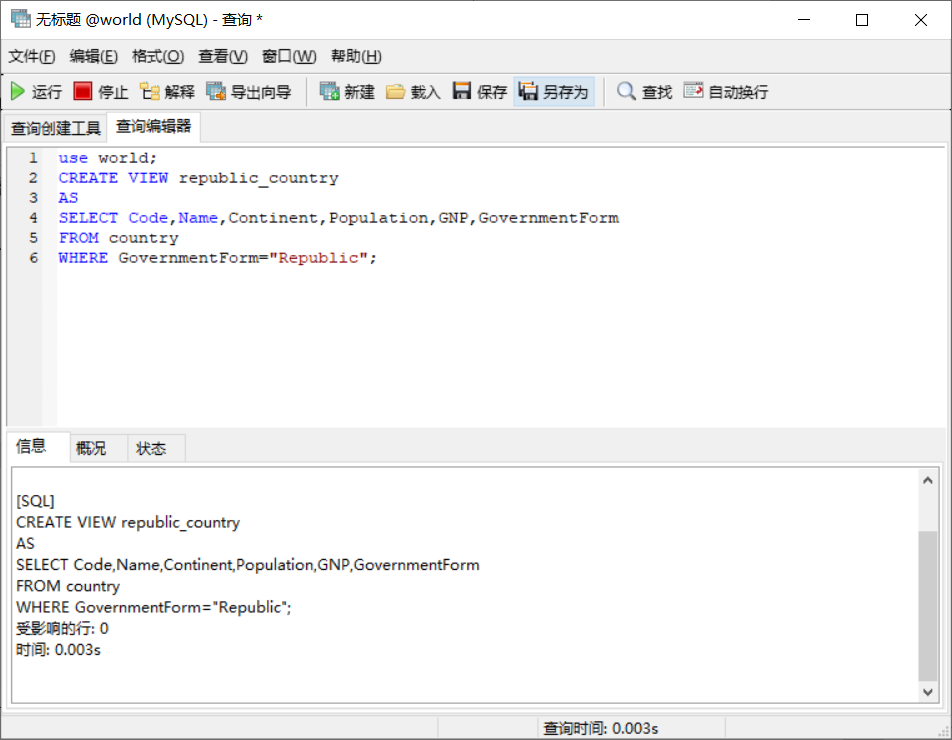 无标题 @world (MySQL) - 查询 *
文件(F) 编辑(E) 格式(O) 查看(V) 窗口(W) 帮助(H)
运行 停止 解释 导出向导 新建 载入 保存 另存为 查找 自动换行
查询创建工具 查询编辑器
1 use world;
2 CREATE VIEW republic_country
3 AS
4 SELECT Code,Name,Continent,Population,GNP,GovernmentForm
5 FROM country
6 WHERE GovernmentForm="Republic";
信息 概况 状态
[SQL]
CREATE VIEW republic_country
AS
SELECT Code,Name,Continent,Population,GNP,GovernmentForm
FROM country
WHERE GovernmentForm="Republic";
受影响的行: 0
时间: 0.003s
查询时间: 0.003s